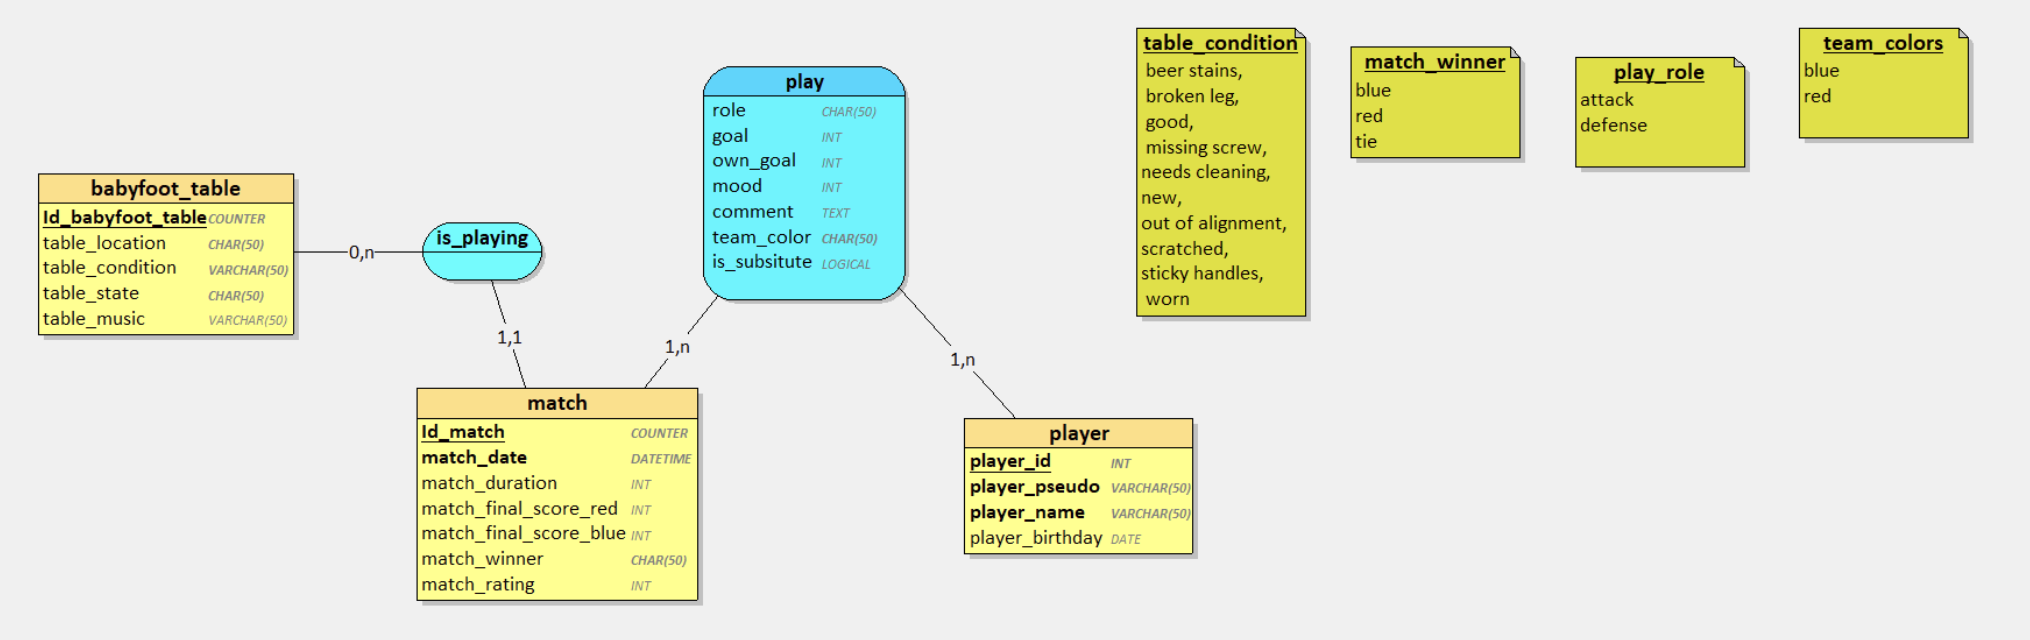 babyfoot_table
Id_babyfoot_table COUNTER
table_location CHAR(50)
table_condition VARCHAR(50)
table_state CHAR(50)
table_music VARCHAR(50)
0,n
is_playing
1,1
match
Id_match COUNTER
match_date DATETIME
match_duration INT
match_final_score_red INT
match_final_score_blue INT
match_winner CHAR(50)
match_rating INT
1,n
play
role CHAR(50)
goal INT
own_goal INT
mood INT
comment TEXT
team_color CHAR(50)
is_subsitute LOGICAL
1,n
player
player_id INT
player_pseudo VARCHAR(50)
player_name VARCHAR(50)
player_birthday DATE
table_condition
beer stains,
broken leg,
good,
missing screw,
needs cleaning,
new,
out of alignment,
scratched,
sticky handles,
worn
match_winner
blue
red
tie
play_role
attack
defense
team_colors
blue
red